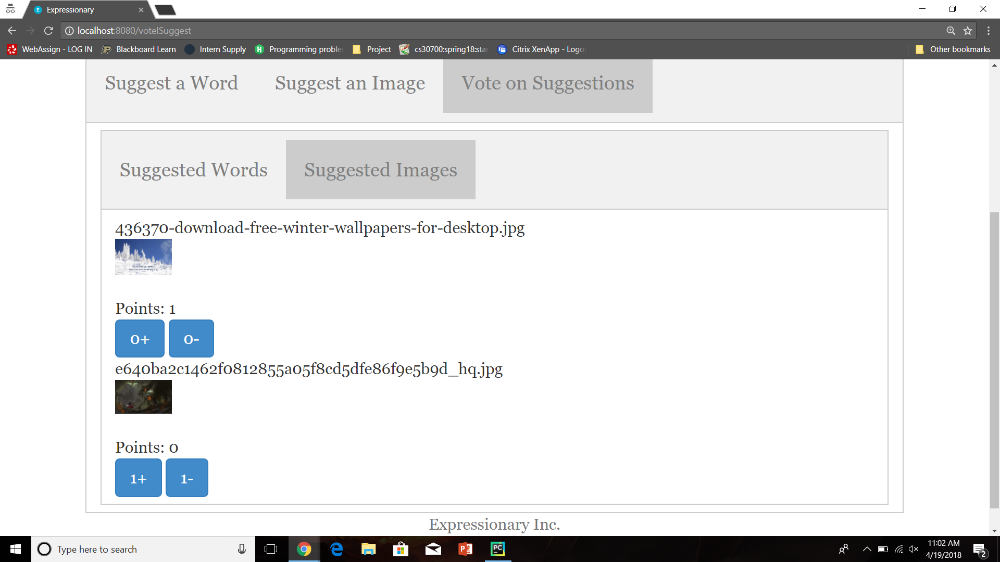 Expressionary
localhost:8080/voteISuggest
WebAssign - LOG IN
Blackboard Learn
Intern Supply
Programming proble
Project
cs30700:spring18:star
Citrix XenApp - Logo
Other bookmarks
Suggest a Word
Suggest an Image
Vote on Suggestions
Suggested Words
Suggested Images
436370-download-free-winter-wallpapers-for-desktop.jpg
Points: 1
0+
0-
e640ba2c1462f0812855a05f8cd5dfe86f9e5b9d_hq.jpg
Points: 0
1+
1-
Expressionary Inc.
Type here to search
11:02 AM
4/19/2018
2